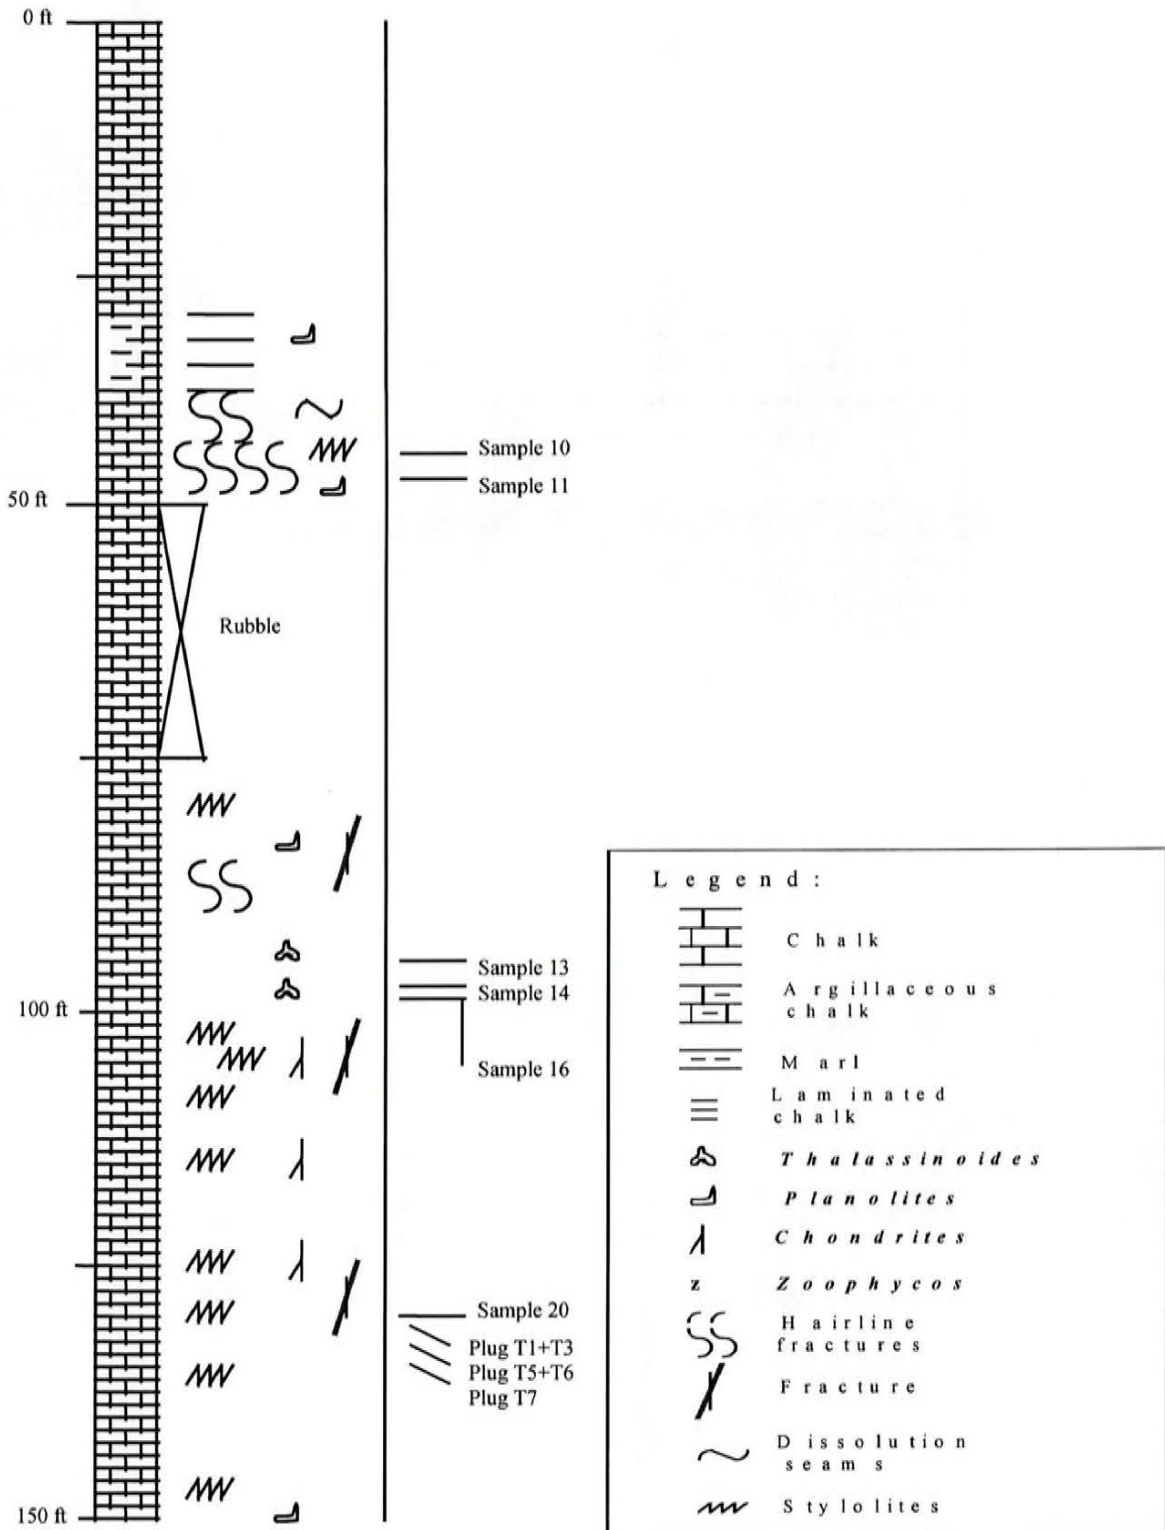 0 ft
Sample 10
Sample 11
50 ft
Rubble
Sample 13
Sample 14
100 ft
Sample 16
Sample 20
Plug T1+T3
Plug T5+T6
Plug T7
150 ft
Legend:
Chalk
Argillaceous
chalk
Marl
Laminated
chalk
Thalassinoides
Planolites
Chondrites
z Zoophycos
Hairline
fractures
Fracture
Dissolution
seams
Stylolites